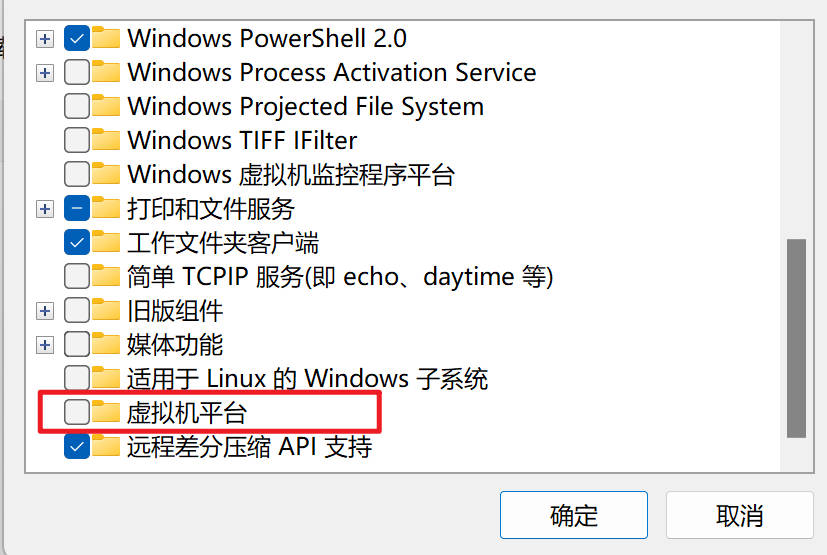 Windows PowerShell 2.0
Windows Process Activation Service
Windows Projected File System
Windows TIFF IFilter
Windows 虚拟机监控程序平台
打印和文件服务
工作文件夹客户端
简单 TCPIP 服务(即 echo、daytime 等)
旧版组件
媒体功能
适用于 Linux 的 Windows 子系统
虚拟机平台
远程差分压缩 API 支持
确定
取消